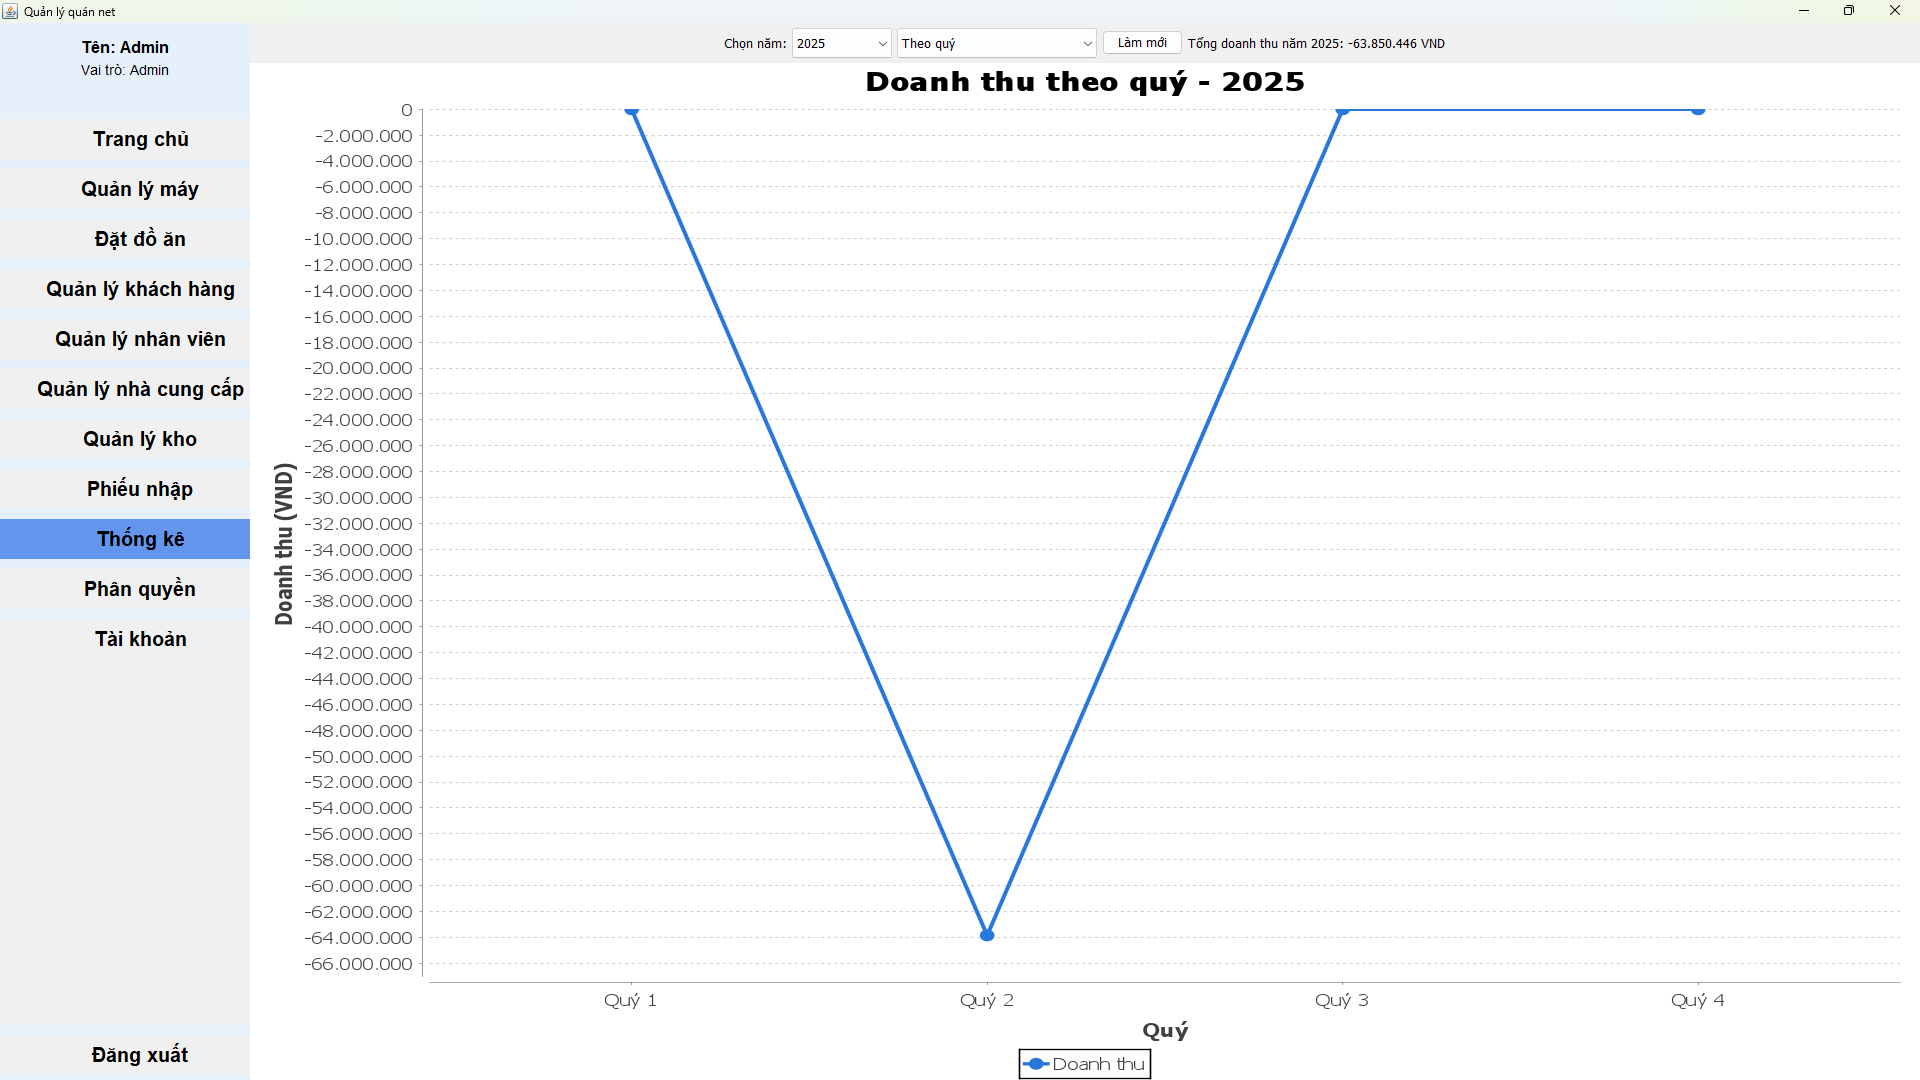 Quản lý quán net
Tên: Admin
Vai trò: Admin
Trang chủ
Quản lý máy
Đặt đồ ăn
Quản lý khách hàng
Quản lý nhân viên
Quản lý nhà cung cấp
Quản lý kho
Phiếu nhập
Thống kê
Phân quyền
Tài khoản
Đăng xuất
Chọn năm: 2025 Theo quý Làm mới Tổng doanh thu năm 2025: -63.850.446 VND
Doanh thu theo quý - 2025
Doanh thu (VND)
0
-2.000.000
-4.000.000
-6.000.000
-8.000.000
-10.000.000
-12.000.000
-14.000.000
-16.000.000
-18.000.000
-20.000.000
-22.000.000
-24.000.000
-26.000.000
-28.000.000
-30.000.000
-32.000.000
-34.000.000
-36.000.000
-38.000.000
-40.000.000
-42.000.000
-44.000.000
-46.000.000
-48.000.000
-50.000.000
-52.000.000
-54.000.000
-56.000.000
-58.000.000
-60.000.000
-62.000.000
-64.000.000
-66.000.000
Quý 1 Quý 2 Quý 3 Quý 4
Quý
Doanh thu